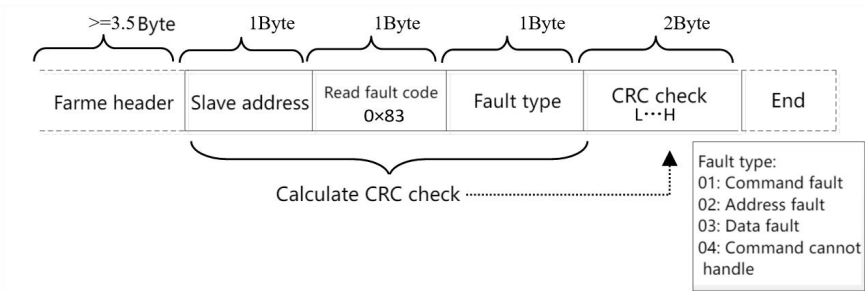 >=3.5Byte 1Byte 1Byte 1Byte 2Byte
Farme header Slave address Read fault code 0×83 Fault type CRC check L⋯H End
Calculate CRC check
Fault type:
01: Command fault
02: Address fault
03: Data fault
04: Command cannot
handle